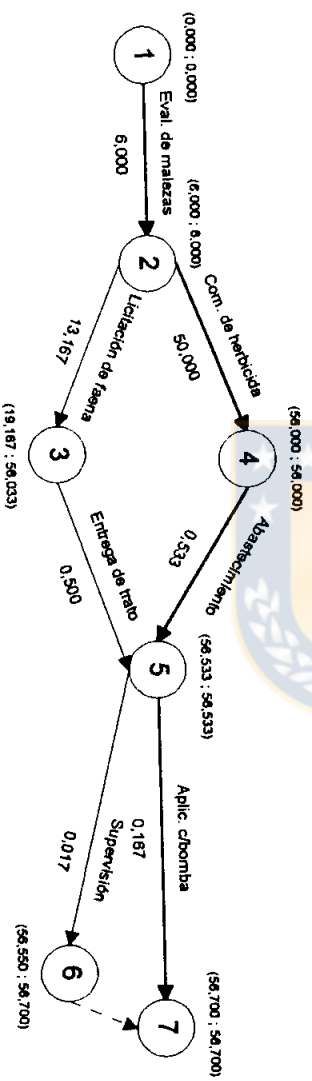 (0,000 ; 0,000)
1
Eval. de malezas
6,000
(6,000 ; 6,000)
2
Com. de herbicida
50,000
Licitación de faena
13,167
(56,000 ; 56,000)
4
3
(19,167 ; 56,033)
Abastecimiento
0,533
Entrega de trato
0,500
(56,533 ; 56,533)
5
Aplic. c/bomba
0,167
Supervisión
0,017
6
(56,550 ; 56,700)
(56,700 ; 56,700)
7